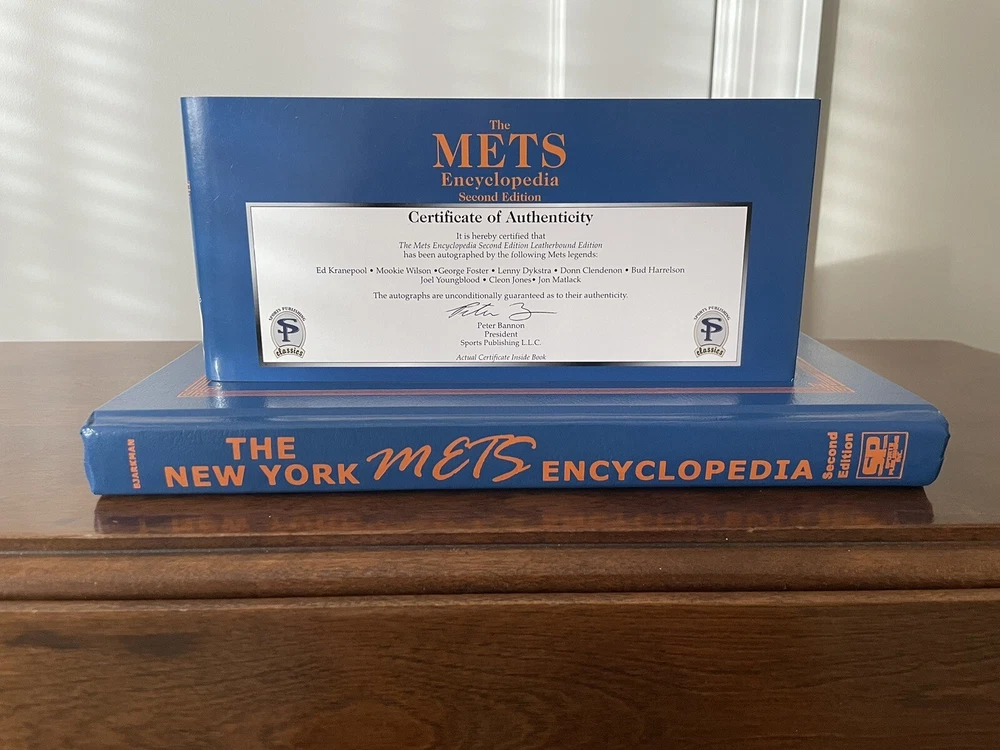 The
METS
Encyclopedia
Second Edition
Certificate of Authenticity
It is hereby certified that
The Mets Encyclopedia Second Edition Leatherbound Edition
has been autographed by the following Mets legends:
Ed Kranepool • Mookie Wilson •George Foster • Lenny Dykstra • Donn Clendenon • Bud Harrelson
Joel Youngblood • Cleon Jones• Jon Matlack
The autographs are unconditionally guaranteed as to their authenticity.
Peter Bannon
President
Sports Publishing L.L.C.
Actual Certificate Inside Book
SPORTS PUBLISHING
SP
classics
SPORTS PUBLISHING
SP
classics
BJARKMAN
THE
NEW YORK METS ENCYCLOPEDIA
Second
Edition
SP